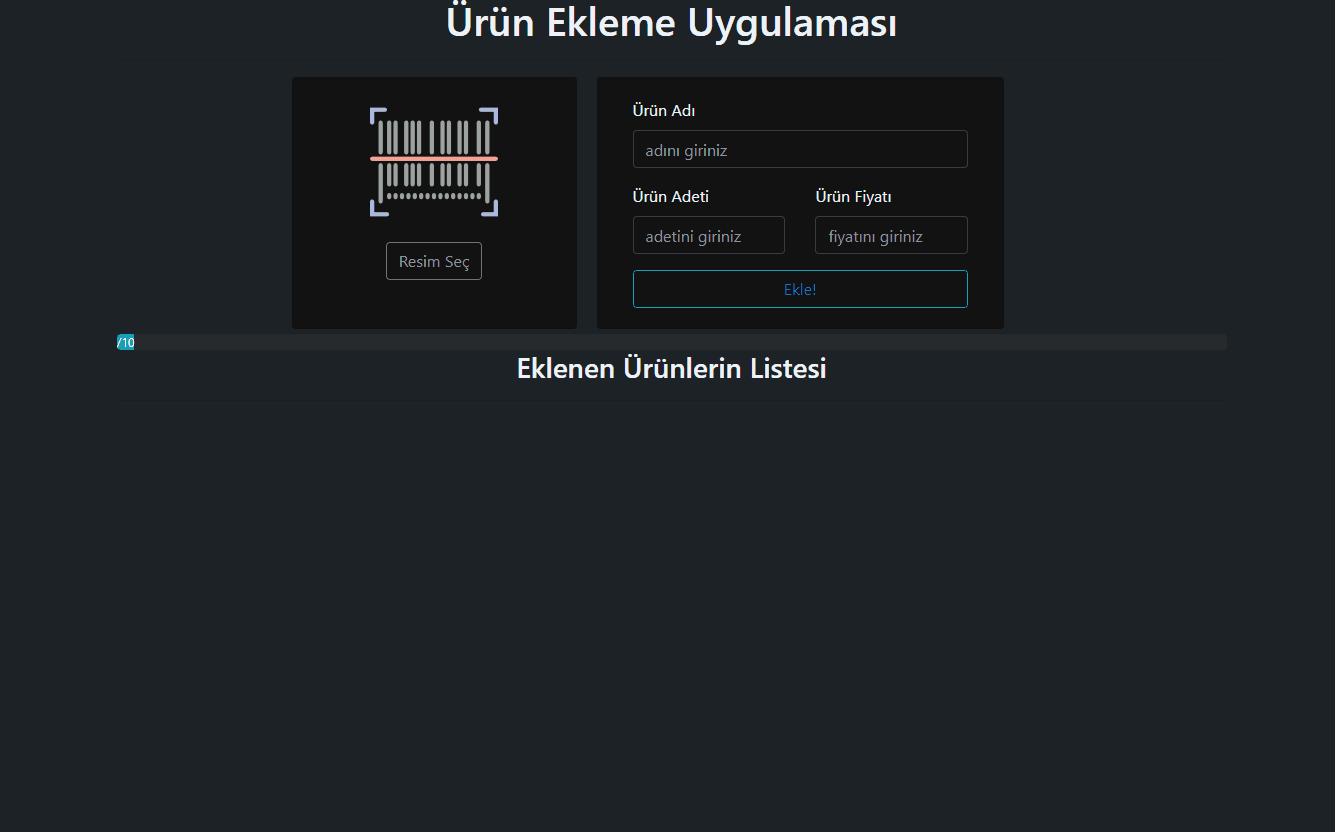 Ürün Ekleme Uygulaması
Resim Seç
Ürün Adı
adını giriniz
Ürün Adeti
Ürün Fiyatı
adetini giriniz
fiyatını giriniz
Ekle!
/10
Eklenen Ürünlerin Listesi